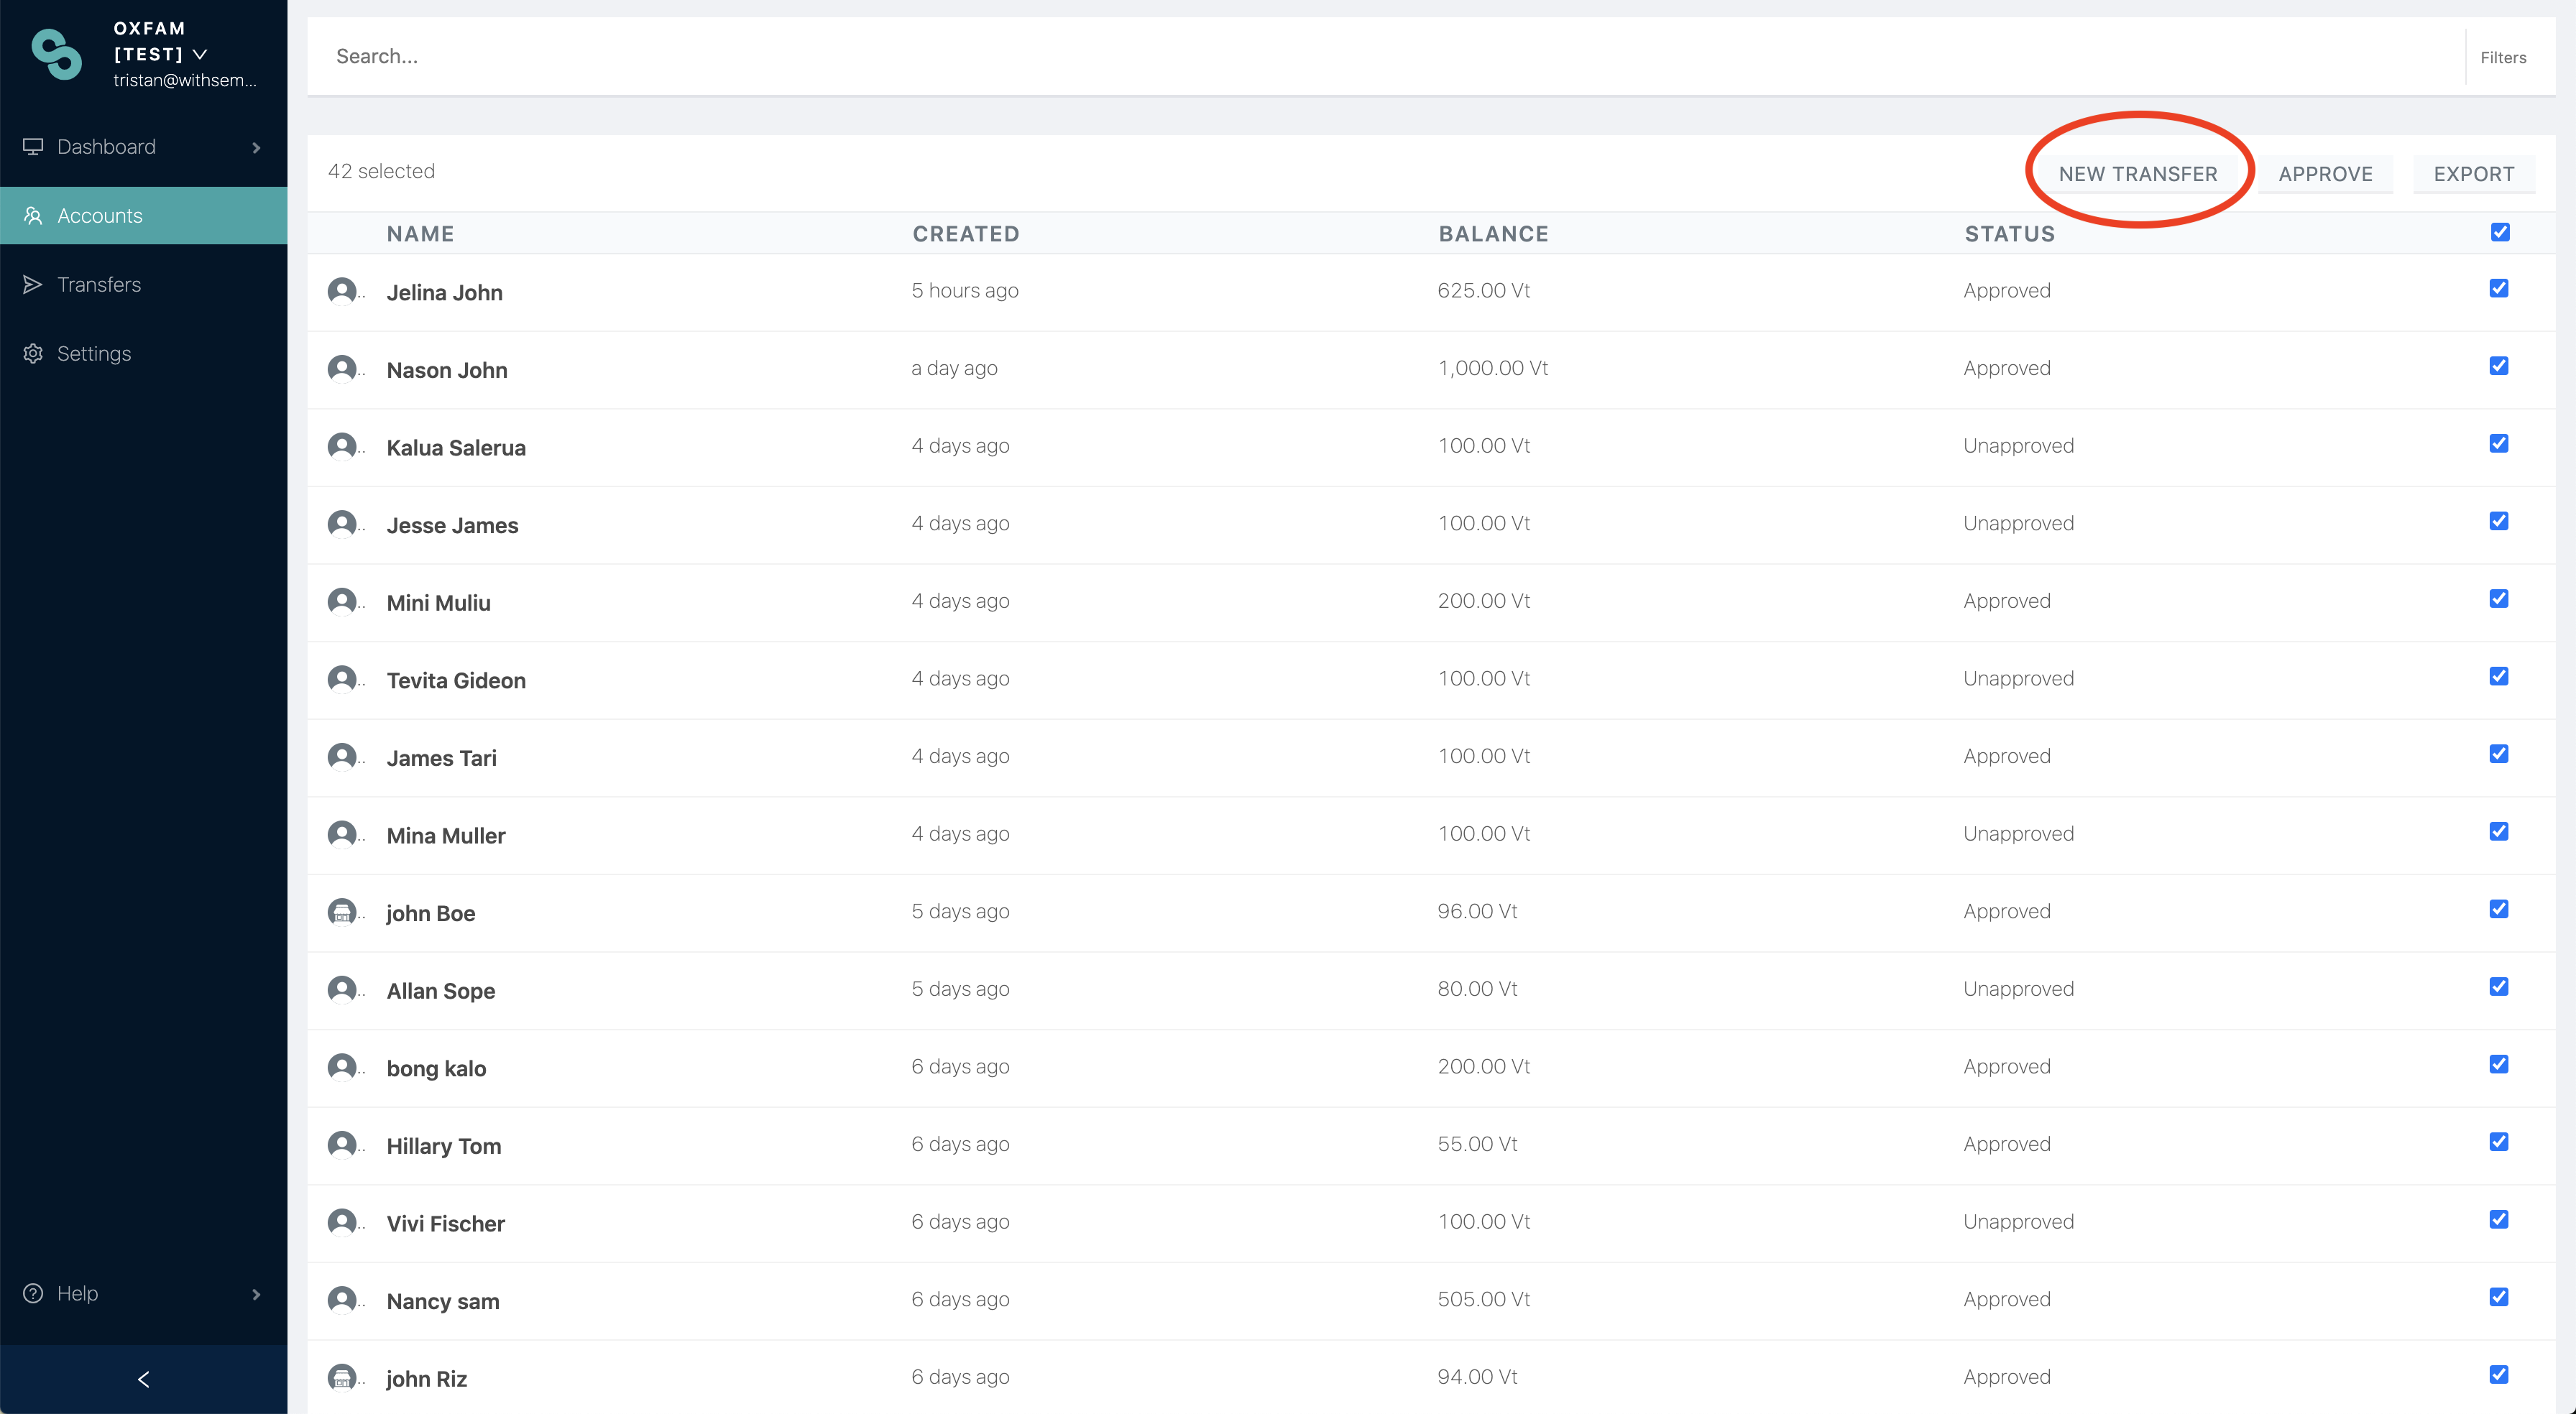 OXFAM
[TEST]
tristan@withsem...
Dashboard
Accounts
Transfers
Settings
Help
Search...
Filters
42 selected
NEW TRANSFER APPROVE EXPORT
NAME CREATED BALANCE STATUS
Jelina John 5 hours ago 625.00 Vt Approved
Nason John a day ago 1,000.00 Vt Approved
Kalua Salerua 4 days ago 100.00 Vt Unapproved
Jesse James 4 days ago 100.00 Vt Unapproved
Mini Muliu 4 days ago 200.00 Vt Approved
Tevita Gideon 4 days ago 100.00 Vt Unapproved
James Tari 4 days ago 100.00 Vt Approved
Mina Muller 4 days ago 100.00 Vt Unapproved
john Boe 5 days ago 96.00 Vt Approved
Allan Sope 5 days ago 80.00 Vt Unapproved
bong kalo 6 days ago 200.00 Vt Approved
Hillary Tom 6 days ago 55.00 Vt Approved
Vivi Fischer 6 days ago 100.00 Vt Unapproved
Nancy sam 6 days ago 505.00 Vt Approved
john Riz 6 days ago 94.00 Vt Approved